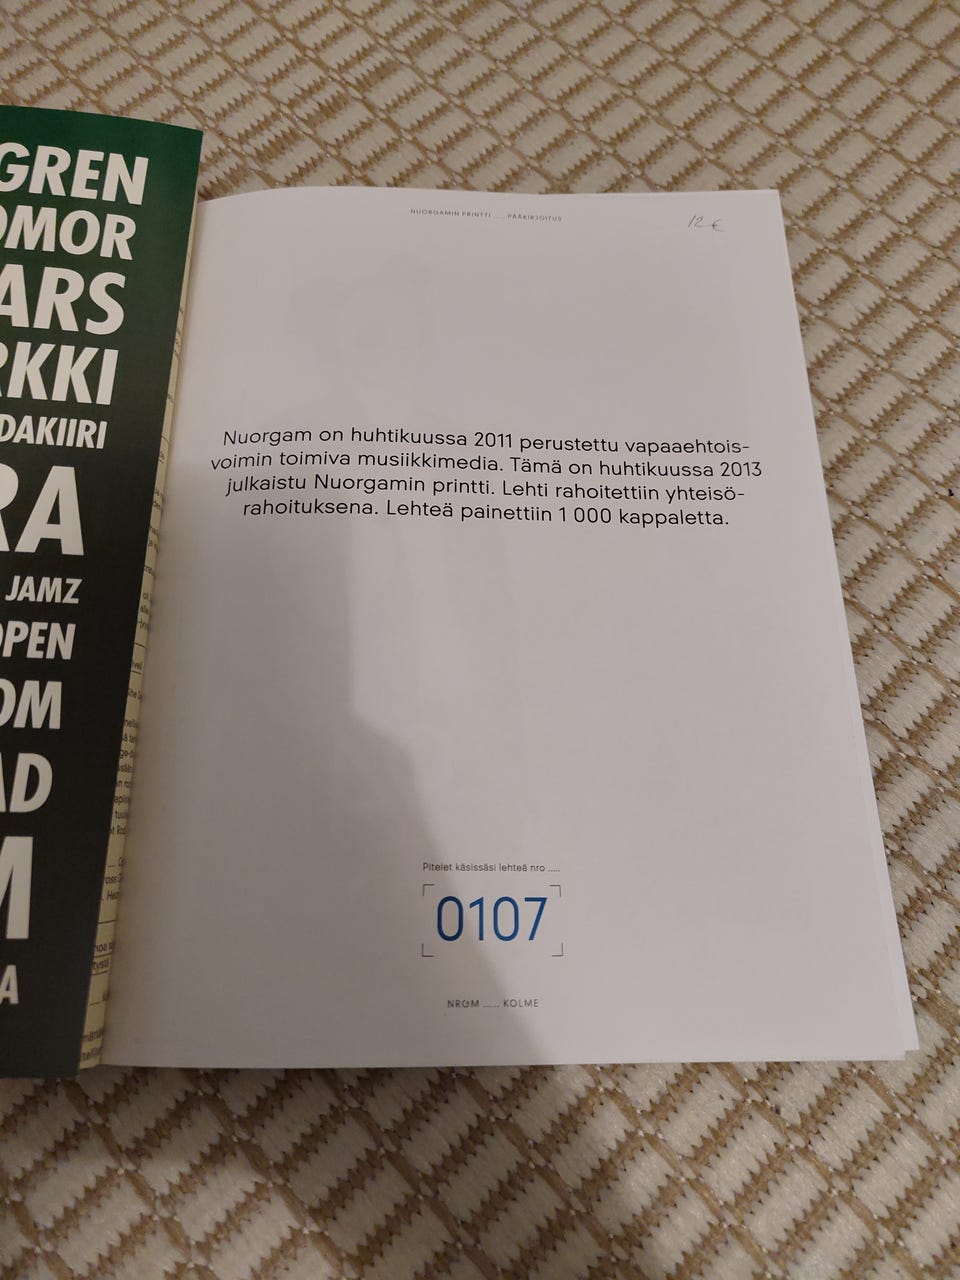 GREN
OMOR
ARS
RKKI
DAKIIRI
RA
JAMZ
OPEN
OM
AD
M
A
NUORGAMIN PRINTTI ..... PÄÄKIRJOITUS
12 €
Nuorgam on huhtikuussa 2011 perustettu vapaaehtois-
voimin toimiva musiikkimedia. Tämä on huhtikuussa 2013
julkaistu Nuorgamin printti. Lehti rahoitettiin yhteisö-
rahoituksena. Lehteä painettiin 1 000 kappaletta.
Pitelet käsissäsi lehteä nro .....
0107
NRGM ..... KOLME